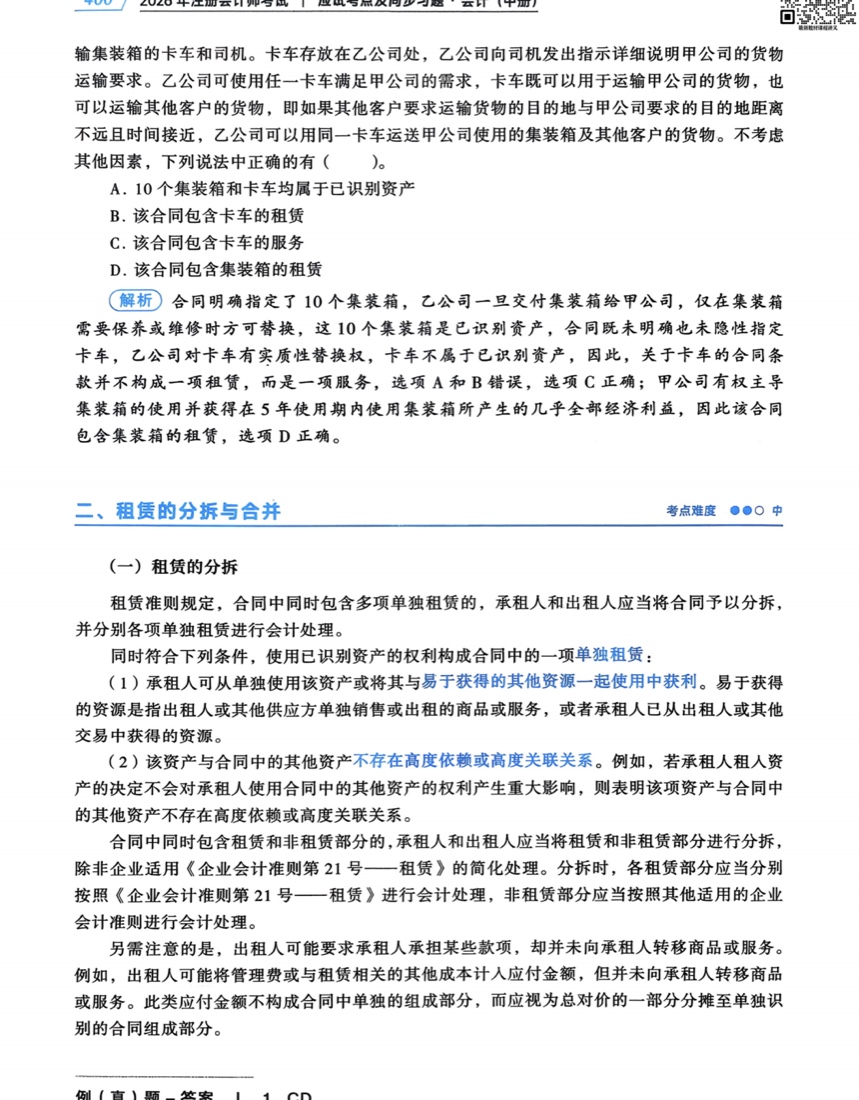 400 2026 年注册会计师考试 | 应试考点及同步习题·会计（中册）
输集装箱的卡车和司机。卡车存放在乙公司处，乙公司向司机发出指示详细说明甲公司的货物
运输要求。乙公司可使用任一卡车满足甲公司的需求，卡车既可以用于运输甲公司的货物，也
可以运输其他客户的货物，即如果其他客户要求运输货物的目的地与甲公司要求的目的地距离
不远且时间接近，乙公司可以用同一卡车运送甲公司使用的集装箱及其他客户的货物。不考虑
其他因素，下列说法中正确的有（ ）。
A. 10 个集装箱和卡车均属于已识别资产
B. 该合同包含卡车的租赁
C. 该合同包含卡车的服务
D. 该合同包含集装箱的租赁
解析 合同明确指定了 10 个集装箱，乙公司一旦交付集装箱给甲公司，仅在集装箱
需要保养或维修时方可替换，这 10 个集装箱是已识别资产，合同既未明确也未隐性指定
卡车，乙公司对卡车有实质性替换权，卡车不属于已识别资产，因此，关于卡车的合同条
款并不构成一项租赁，而是一项服务，选项 A 和 B 错误，选项 C 正确；甲公司有权主导
集装箱的使用并获得在 5 年使用期内使用集装箱所产生的几乎全部经济利益，因此该合同
包含集装箱的租赁，选项 D 正确。
二、租赁的分拆与合并 考点难度 中
（一）租赁的分拆
租赁准则规定，合同中同时包含多项单独租赁的，承租人和出租人应当将合同予以分拆，
并分别各项单独租赁进行会计处理。
同时符合下列条件，使用已识别资产的权利构成合同中的一项单独租赁：
（1）承租人可从单独使用该资产或将其与易于获得的其他资源一起使用中获利。易于获得
的资源是指出租人或其他供应方单独销售或出租的商品或服务，或者承租人已从出租人或其他
交易中获得的资源。
（2）该资产与合同中的其他资产不存在高度依赖或高度关联关系。例如，若承租人租入资
产的决定不会对承租人使用合同中的其他资产的权利产生重大影响，则表明该项资产与合同中
的其他资产不存在高度依赖或高度关联关系。
合同中同时包含租赁和非租赁部分的，承租人和出租人应当将租赁和非租赁部分进行分拆，
除非企业适用《企业会计准则第 21 号——租赁》的简化处理。分拆时，各租赁部分应当分别
按照《企业会计准则第 21 号——租赁》进行会计处理，非租赁部分应当按照其他适用的企业
会计准则进行会计处理。
另需注意的是，出租人可能要求承租人承担某些款项，却并未向承租人转移商品或服务。
例如，出租人可能将管理费或与租赁相关的其他成本计入应付金额，但并未向承租人转移商品
或服务。此类应付金额不构成合同中单独的组成部分，而应视为总对价的一部分分摊至单独识
别的合同组成部分。
例（真）题－答案 | 1. CD